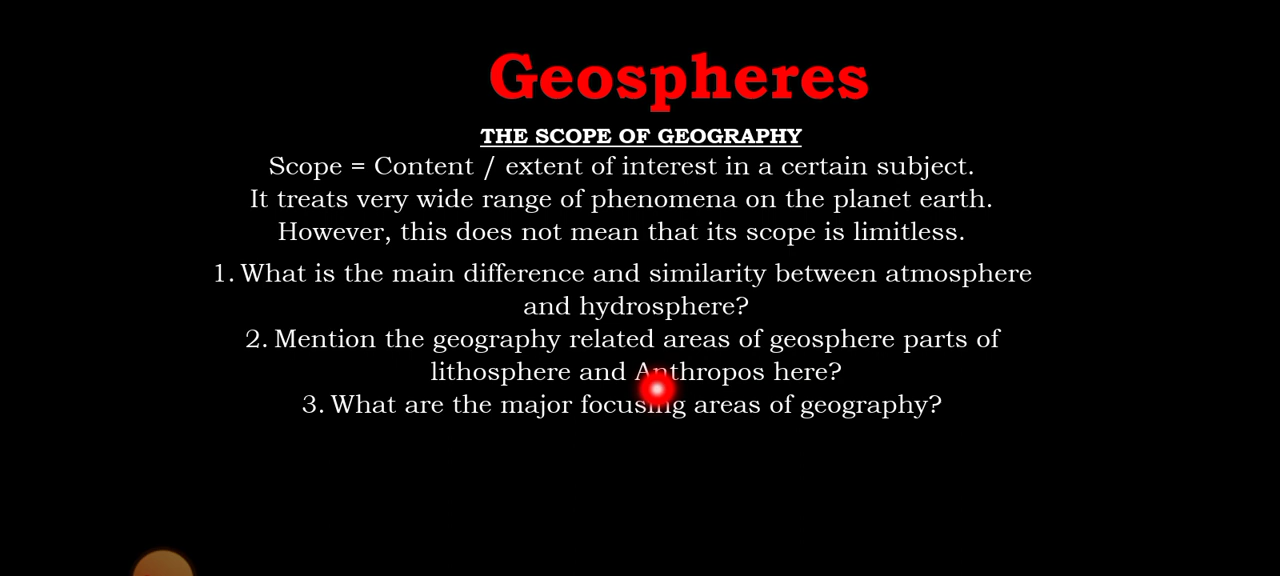 Geospheres
THE SCOPE OF GEOGRAPHY
Scope = Content / extent of interest in a certain subject.
It treats very wide range of phenomena on the planet earth.
However, this does not mean that its scope is limitless.
1. What is the main difference and similarity between atmosphere
and hydrosphere?
2. Mention the geography related areas of geosphere parts of
lithosphere and Anthropos here?
3. What are the major focusing areas of geography?